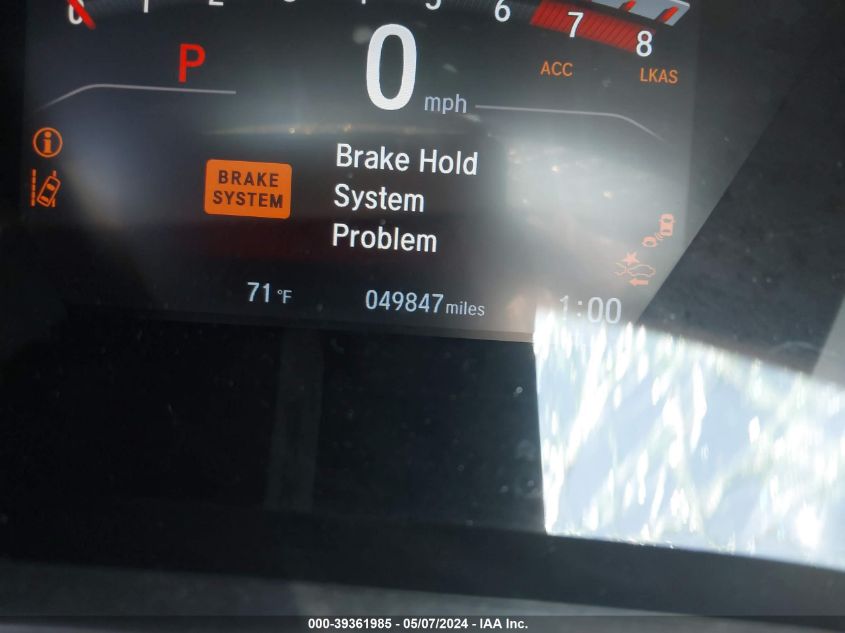 6
7
8
P
0
mph
ACC
LKAS
BRAKE
SYSTEM
Brake Hold
System
Problem
71 °F
049847 miles
1:00
000-39361985 - 05/07/2024 - IAA Inc.